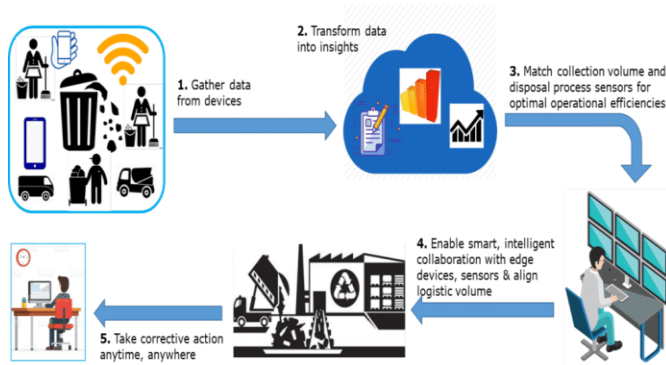 1. Gather data
from devices
2. Transform data
into insights
3. Match collection volume and
disposal process sensors for
optimal operational efficiencies
4. Enable smart, intelligent
collaboration with edge
devices, sensors & align
logistic volume
5. Take corrective action
anytime, anywhere